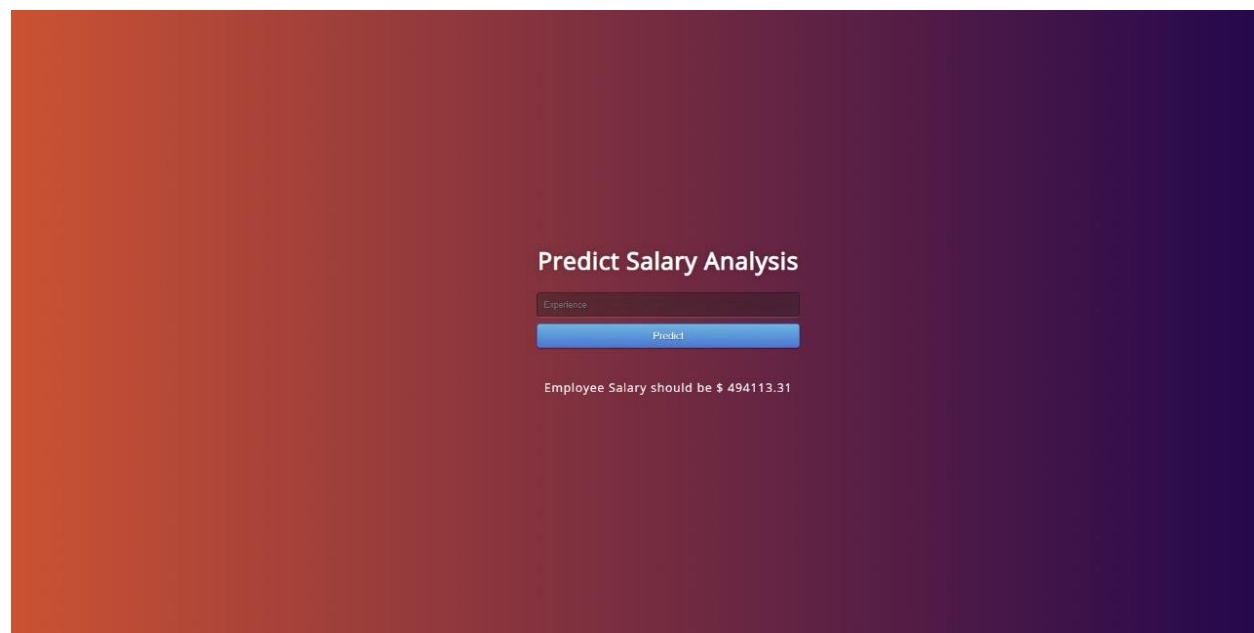 Predict Salary Analysis
Experience
Predict
Employee Salary should be $ 494113.31